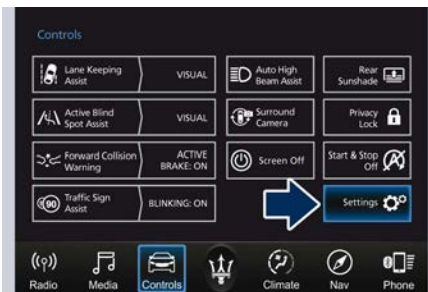 Controls
Lane Keeping
Assist
VISUAL
Auto High
Beam Assist
Rear
Sunshade
Active Blind
Spot Assist
VISUAL
Surround
Camera
Privacy
Lock
Forward Collision
Warning
ACTIVE
BRAKE: ON
Screen Off
Start & Stop
Off
90
Traffic Sign
Assist
BLINKING: ON
Settings
Radio
Media
Controls
Climate
Nav
Phone